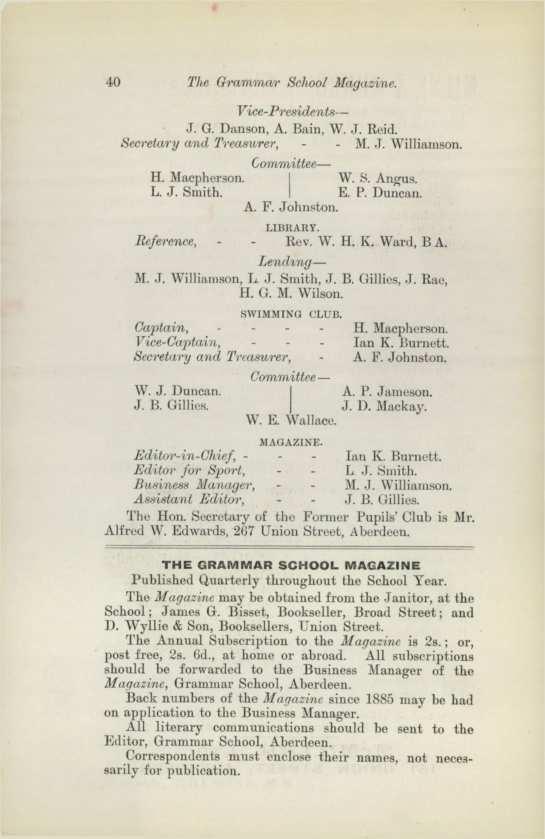 40 The Grammar School Magazine.
Vice-Presidents—
J. G. Danson, A. Bain, W. J. Reid.
Secretary and Treasurer, - - M. J. Williamson.
Committee—
H. Macpherson. W. S. Angus.
L. J. Smith. E. P. Duncan.
A. F. Johnston.
LIBRARY.
Reference, - - Rev. W. H. K. Ward, B A.
Lending—
M. J. Williamson, L. J. Smith, J. B. Gillies, J. Rae,
H. G. M. Wilson.
SWIMMING CLUB.
Captain, - - - - H. Macpherson.
Vice-Captain, - - - Ian K. Burnett.
Secretary and Treasurer, - A. F. Johnston.
Committee—
W. J. Duncan. A. P. Jameson.
J. B. Gillies. J. D. Mackay.
W. E. Wallace.
MAGAZINE.
Editor-in-Chief, - - - Ian K. Burnett.
Editor for Sport, - - L. J. Smith.
Business Manager, - - M. J. Williamson.
Assistant Editor, - - J. B. Gillies.
The Hon. Secretary of the Former Pupils' Club is Mr.
Alfred W. Edwards, 267 Union Street, Aberdeen.
THE GRAMMAR SCHOOL MAGAZINE
Published Quarterly throughout the School Year.
The Magazine may be obtained from the Janitor, at the
School; James G. Bisset, Bookseller, Broad Street; and
D. Wyllie & Son, Booksellers, Union Street.
The Annual Subscription to the Magazine is 2s.; or,
post free, 2s. 6d., at home or abroad. All subscriptions
should be forwarded to the Business Manager of the
Magazine, Grammar School, Aberdeen.
Back numbers of the Magazine since 1885 may be had
on application to the Business Manager.
All literary communications should be sent to the
Editor, Grammar School, Aberdeen.
Correspondents must enclose their names, not neces-
sarily for publication.